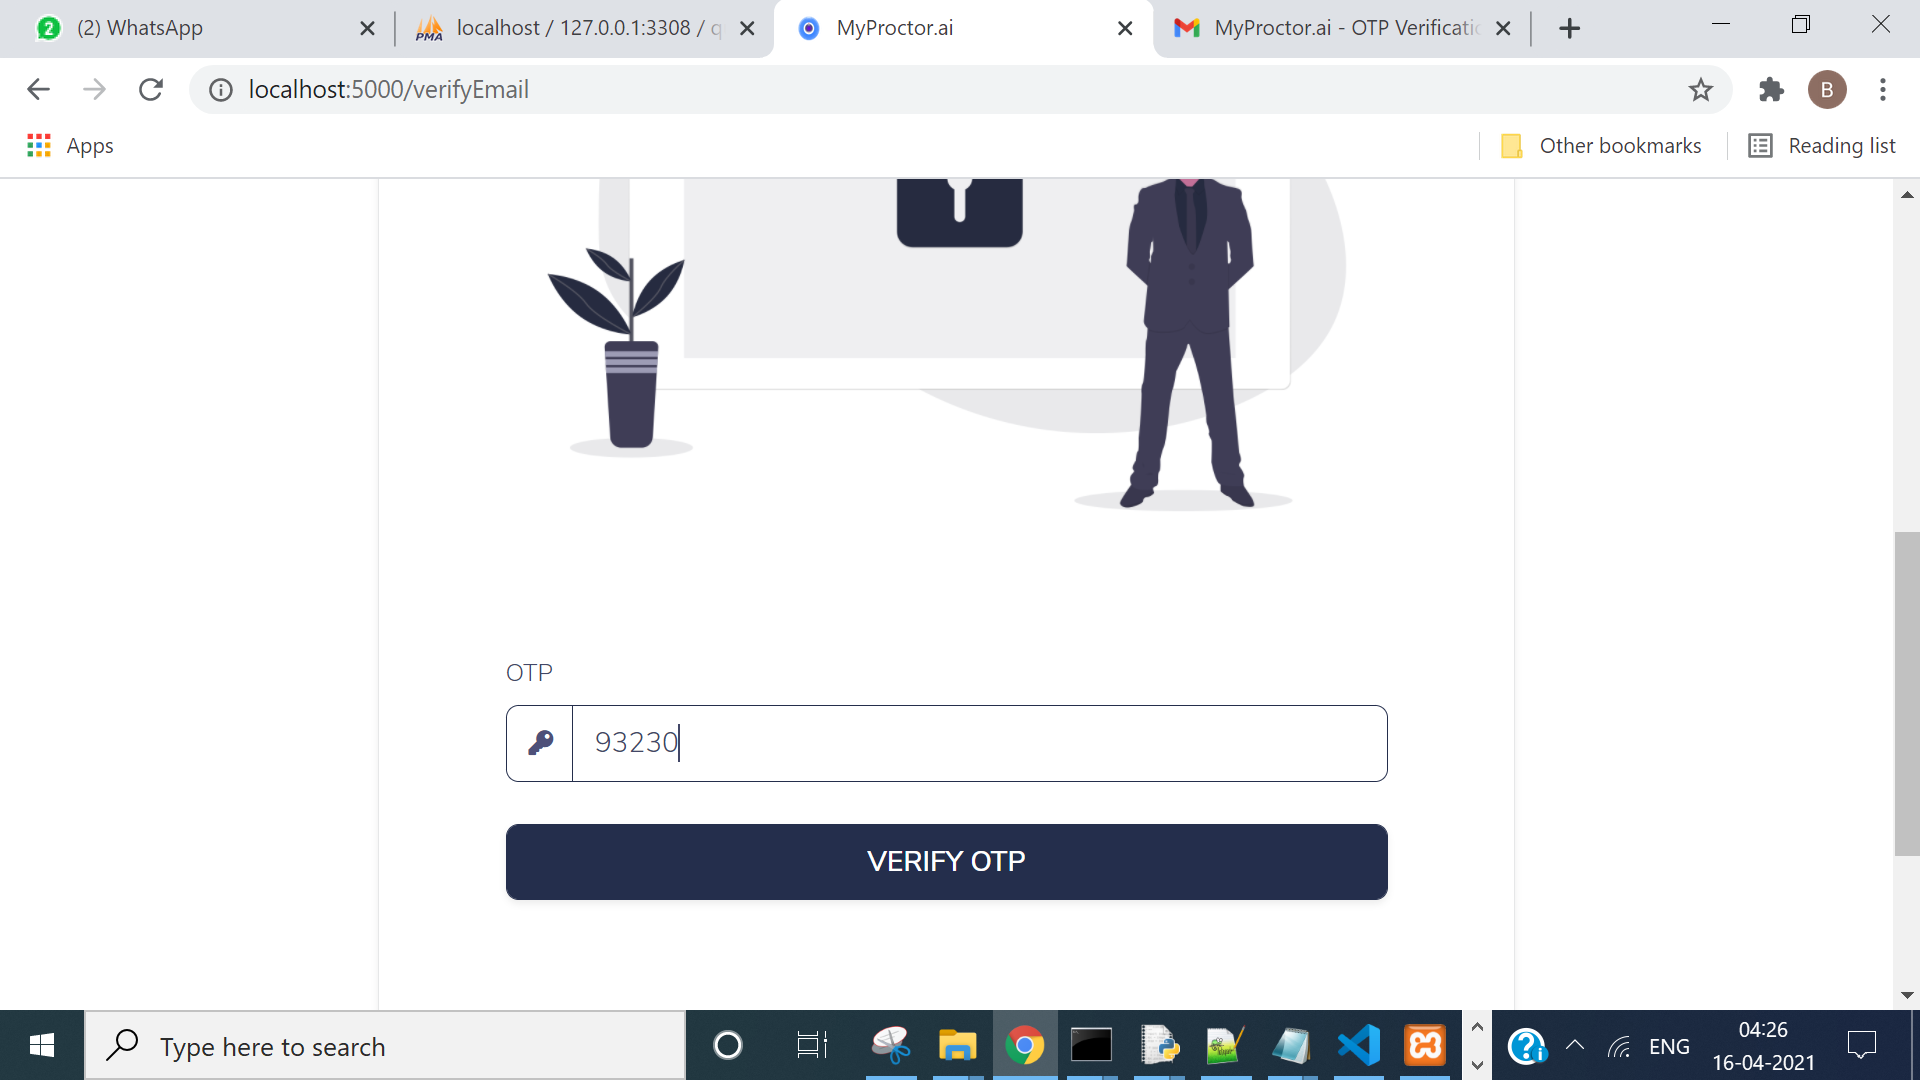 (2) WhatsApp
PMA
localhost / 127.0.0.1:3308 / q
MyProctor.ai
MyProctor.ai - OTP Verificati
localhost:5000/verifyEmail
B
Apps
Other bookmarks
Reading list
OTP
93230
VERIFY OTP
Type here to search
ENG
04:26
16-04-2021